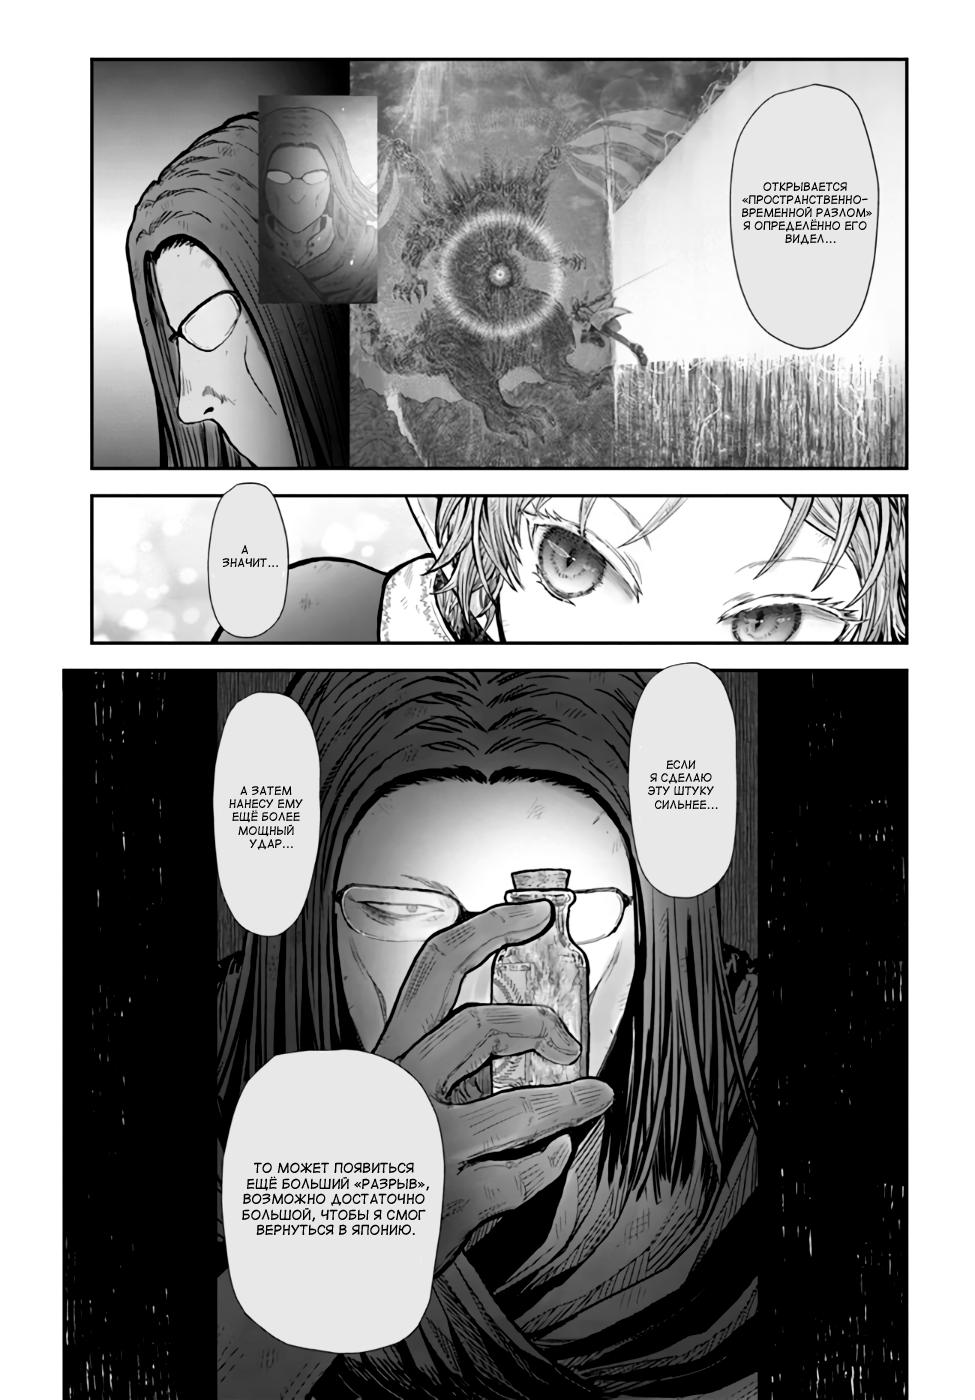 ОТКРЫВАЕТСЯ
«ПРОСТРАНСТВЕННО-
ВРЕМЕННОЙ РАЗЛОМ»
Я ОПРЕДЕЛЁННО ЕГО
ВИДЕЛ...
А
ЗНАЧИТ...
ЕСЛИ
Я СДЕЛАЮ
ЭТУ ШТУКУ
СИЛЬНЕЕ...
А ЗАТЕМ
НАНЕСУ ЕМУ
ЕЩЁ БОЛЕЕ
МОЩНЫЙ
УДАР...
ТО МОЖЕТ ПОЯВИТЬСЯ
ЕЩЁ БОЛЬШИЙ «РАЗРЫВ»,
ВОЗМОЖНО ДОСТАТОЧНО
БОЛЬШОЙ, ЧТОБЫ Я СМОГ
ВЕРНУТЬСЯ В ЯПОНИЮ.